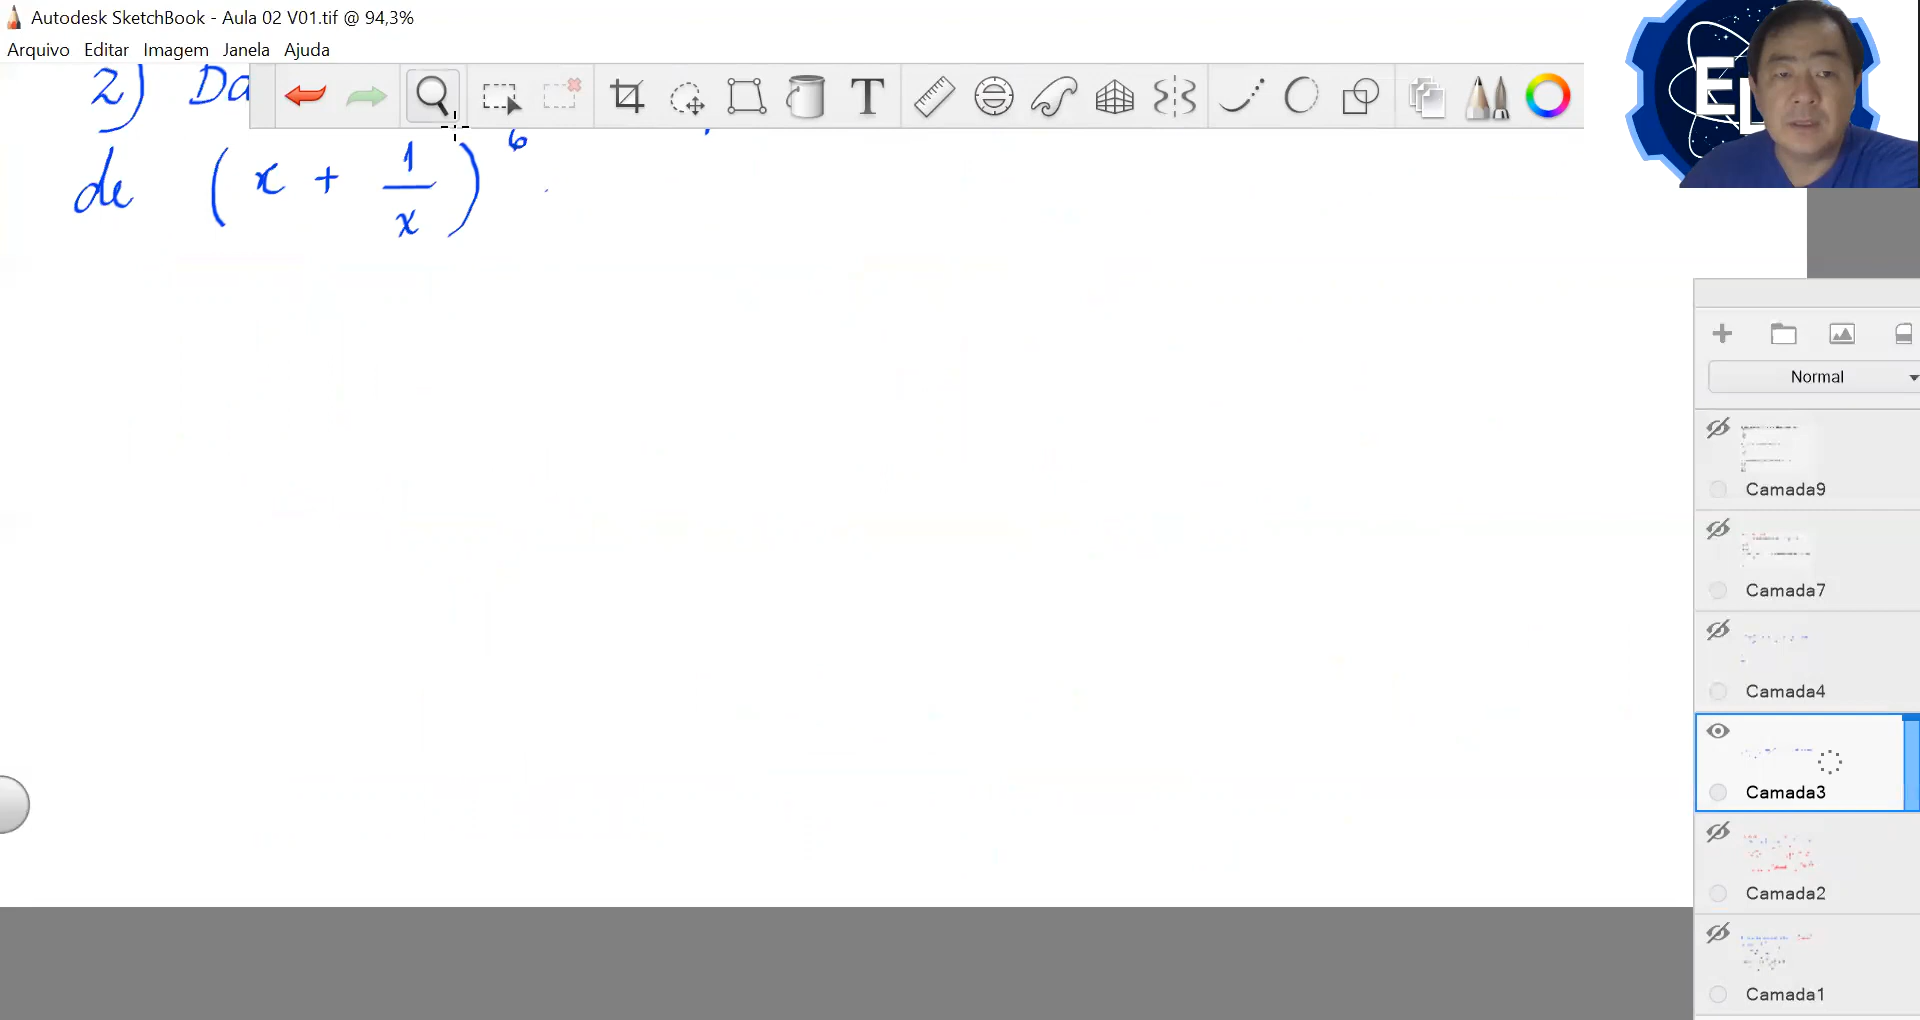 Autodesk SketchBook - Aula 02 V01.tif @ 94,3%
Arquivo Editar Imagem Janela Ajuda
2) Da
de (x + 1/x)^6
Normal
Camada9
Camada7
Camada4
Camada3
Camada2
Camada1